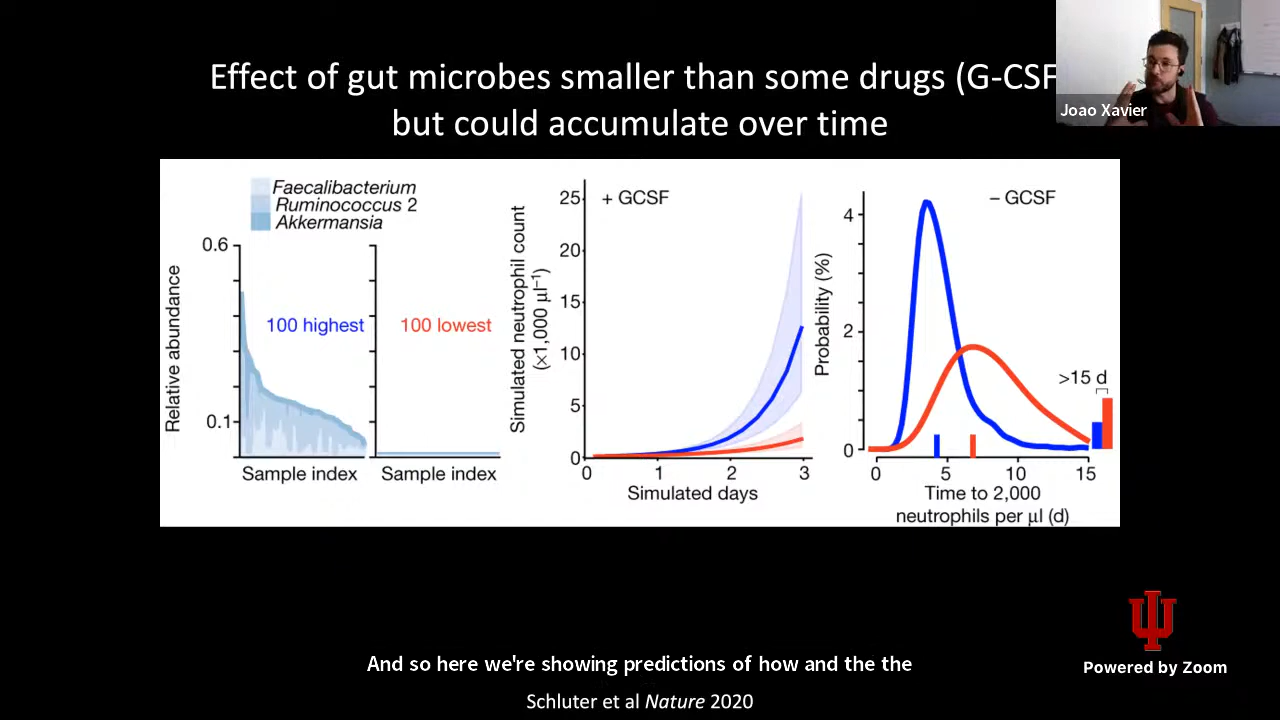 Effect of gut microbes smaller than some drugs (G-CSF
but could accumulate over time
Joao Xavier
Faecalibacterium
Ruminococcus 2
Akkermansia
Relative abundance
0.6
0.1
100 highest
100 lowest
Sample index
Sample index
Simulated neutrophil count
(×1,000 µl⁻¹)
+ GCSF
25
20
15
10
5
0
0 1 2 3
Simulated days
Probability (%)
– GCSF
4
2
0
>15 d
0 5 10 15
Time to 2,000
neutrophils per µl (d)
And so here we're showing predictions of how and the the
Schluter et al Nature 2020
Powered by Zoom